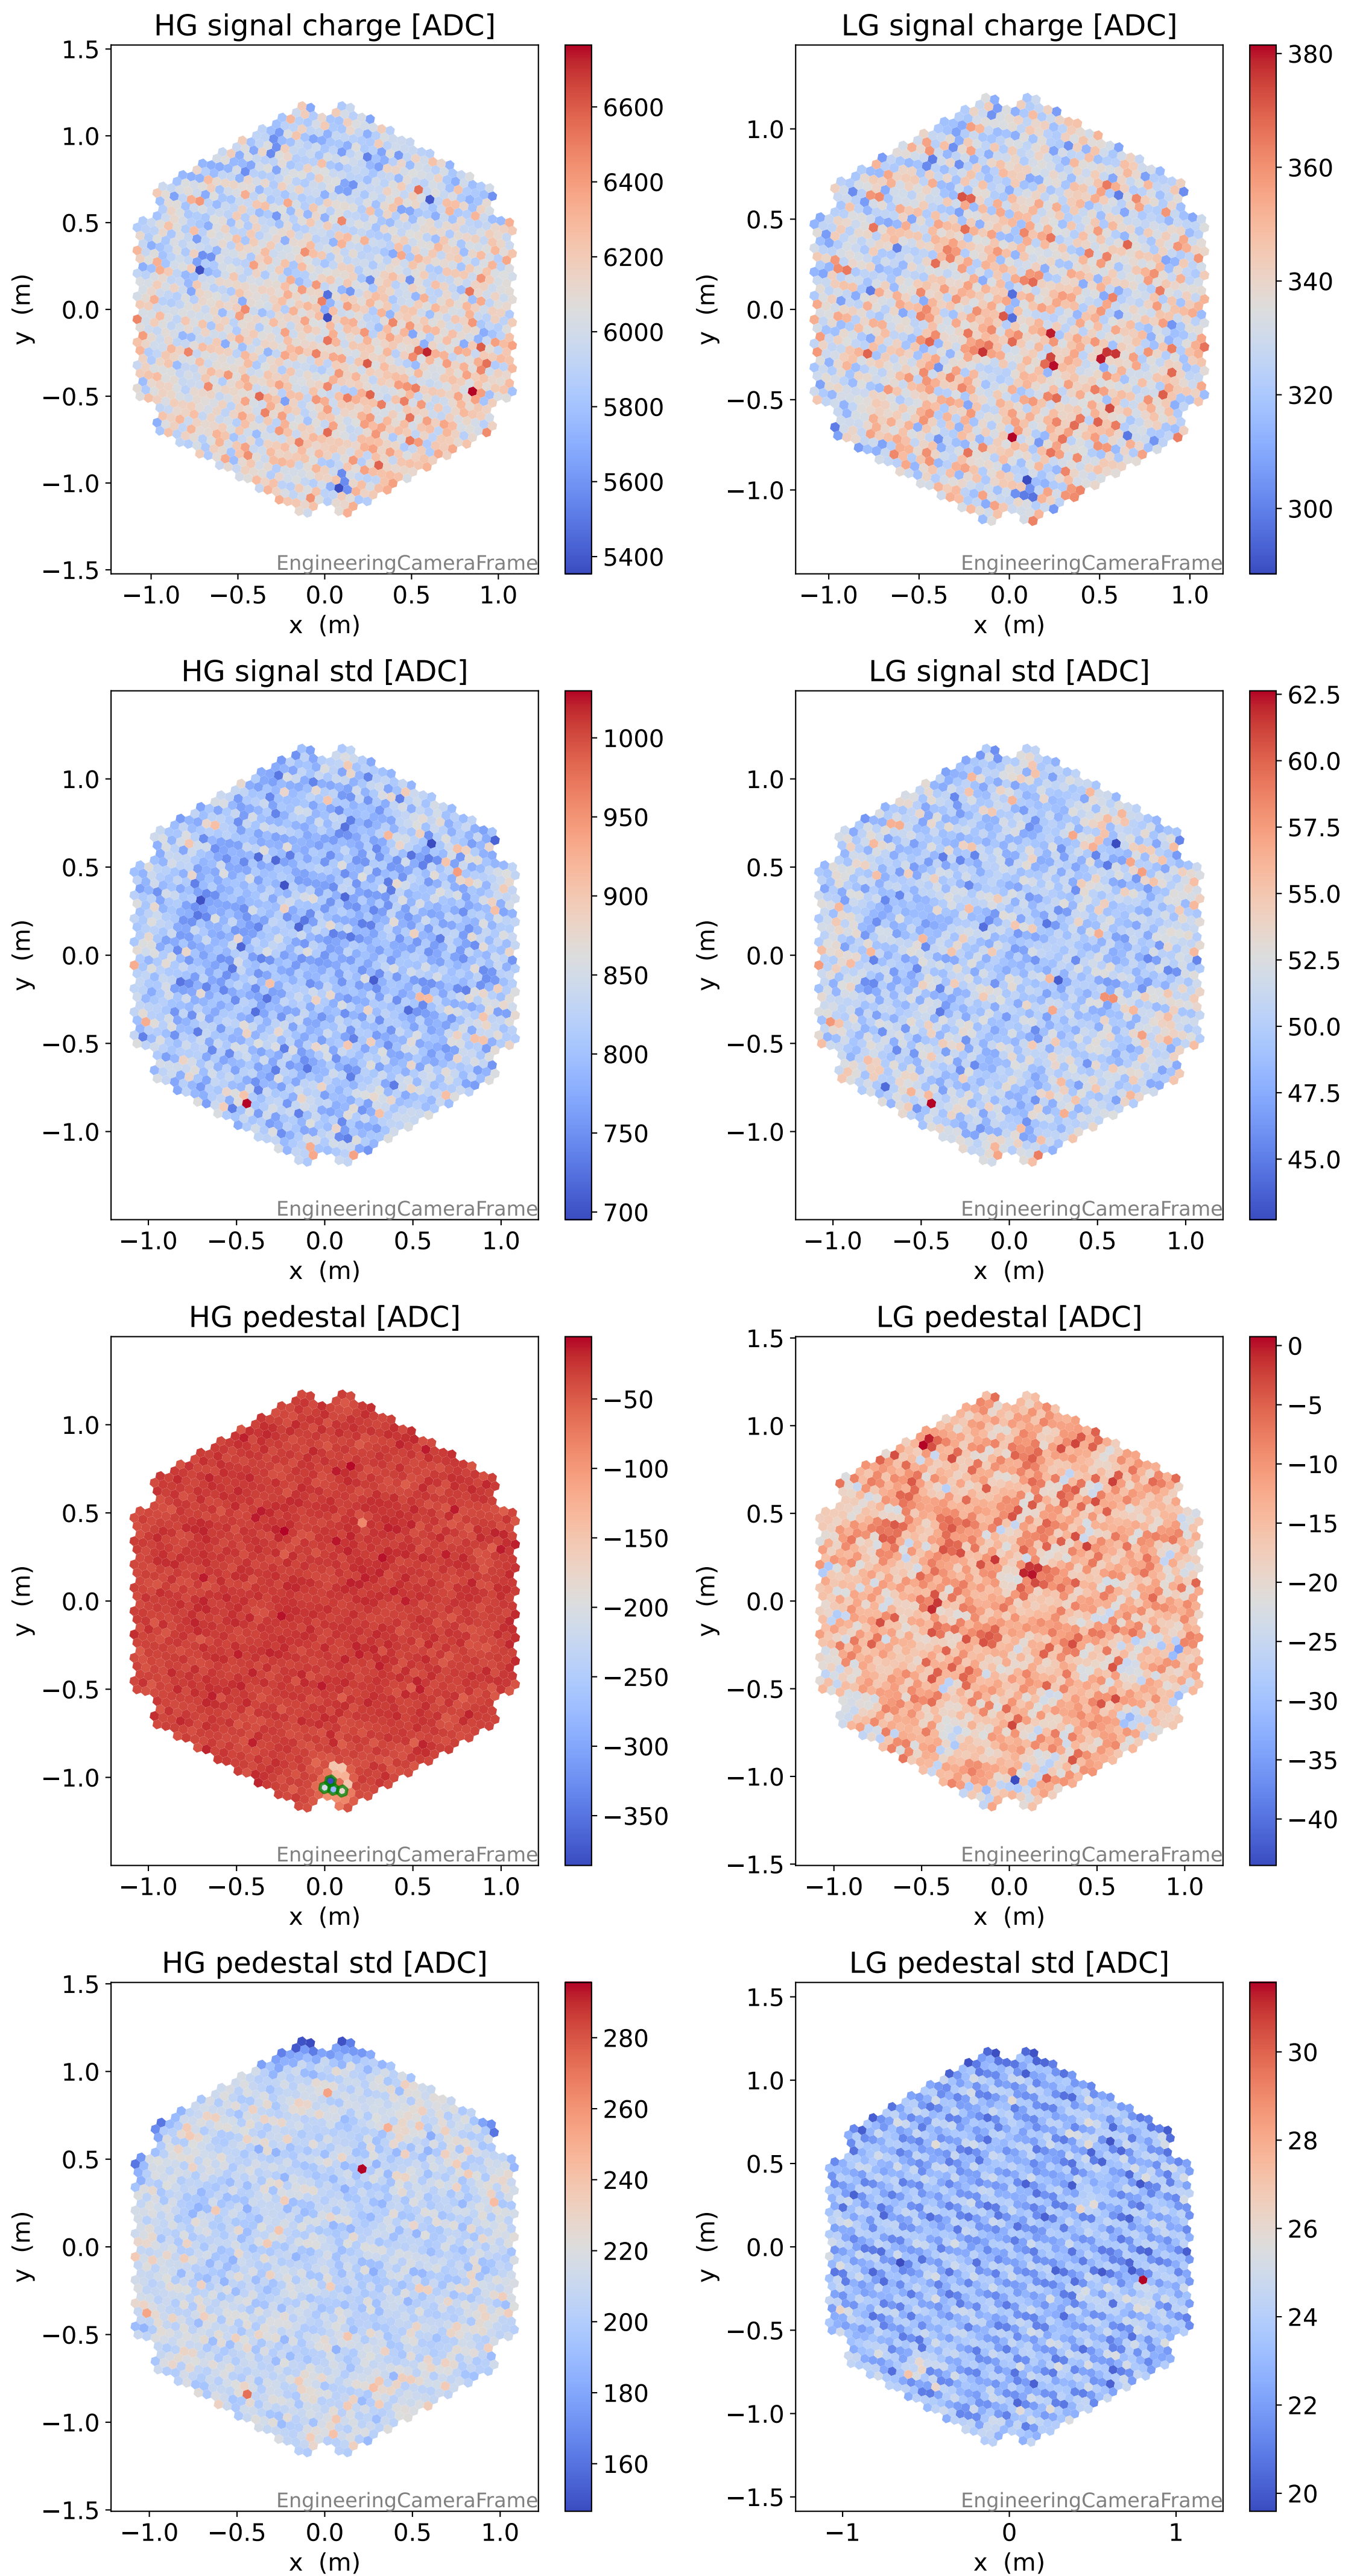 HG signal charge [ADC]
1.5
1.0
0.5
0.0
−0.5
−1.0
−1.5
y (m)
−1.0 −0.5 0.0 0.5 1.0
x (m)
EngineeringCameraFrame
6600
6400
6200
6000
5800
5600
5400
LG signal charge [ADC]
1.0
0.5
0.0
−0.5
−1.0
y (m)
−1.0 −0.5 0.0 0.5 1.0
x (m)
EngineeringCameraFrame
380
360
340
320
300
HG signal std [ADC]
1.0
0.5
0.0
−0.5
−1.0
y (m)
−1.0 −0.5 0.0 0.5 1.0
x (m)
EngineeringCameraFrame
1000
950
900
850
800
750
700
LG signal std [ADC]
1.0
0.5
0.0
−0.5
−1.0
y (m)
−1.0 −0.5 0.0 0.5 1.0
x (m)
EngineeringCameraFrame
62.5
60.0
57.5
55.0
52.5
50.0
47.5
45.0
HG pedestal [ADC]
1.0
0.5
0.0
−0.5
−1.0
y (m)
−1.0 −0.5 0.0 0.5 1.0
x (m)
EngineeringCameraFrame
−50
−100
−150
−200
−250
−300
−350
LG pedestal [ADC]
1.5
1.0
0.5
0.0
−0.5
−1.0
−1.5
y (m)
−1.0 −0.5 0.0 0.5 1.0
x (m)
EngineeringCameraFrame
0
−5
−10
−15
−20
−25
−30
−35
−40
HG pedestal std [ADC]
1.5
1.0
0.5
0.0
−0.5
−1.0
−1.5
y (m)
−1.0 −0.5 0.0 0.5 1.0
x (m)
EngineeringCameraFrame
280
260
240
220
200
180
160
LG pedestal std [ADC]
1.5
1.0
0.5
0.0
−0.5
−1.0
−1.5
y (m)
−1 0 1
x (m)
EngineeringCameraFrame
30
28
26
24
22
20